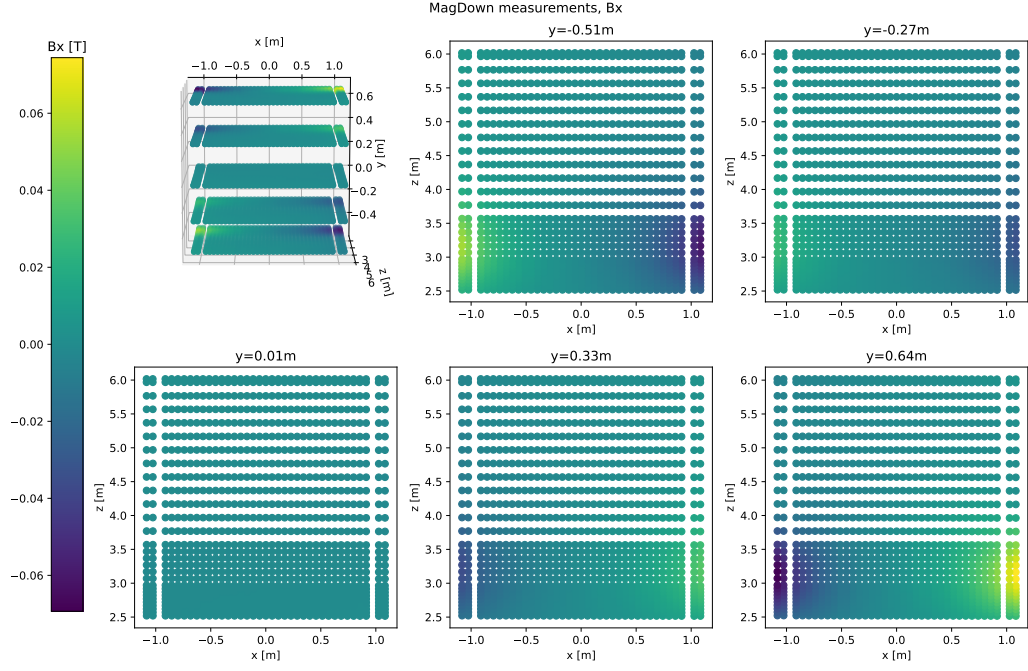 MagDown measurements, Bx
Bx [T]
0.06
0.04
0.02
0.00
−0.02
−0.04
−0.06
x [m]
−1.0 −0.5 0.0 0.5 1.0
0.6
0.4
0.2
0.0
−0.2
−0.4
y [m]
3
4
5
6
z [m]
y=-0.51m
6.0
5.5
5.0
4.5
4.0
3.5
3.0
2.5
z [m]
−1.0 −0.5 0.0 0.5 1.0
x [m]
y=-0.27m
6.0
5.5
5.0
4.5
4.0
3.5
3.0
2.5
z [m]
−1.0 −0.5 0.0 0.5 1.0
x [m]
y=0.01m
6.0
5.5
5.0
4.5
4.0
3.5
3.0
2.5
z [m]
−1.0 −0.5 0.0 0.5 1.0
x [m]
y=0.33m
6.0
5.5
5.0
4.5
4.0
3.5
3.0
2.5
z [m]
−1.0 −0.5 0.0 0.5 1.0
x [m]
y=0.64m
6.0
5.5
5.0
4.5
4.0
3.5
3.0
2.5
z [m]
−1.0 −0.5 0.0 0.5 1.0
x [m]